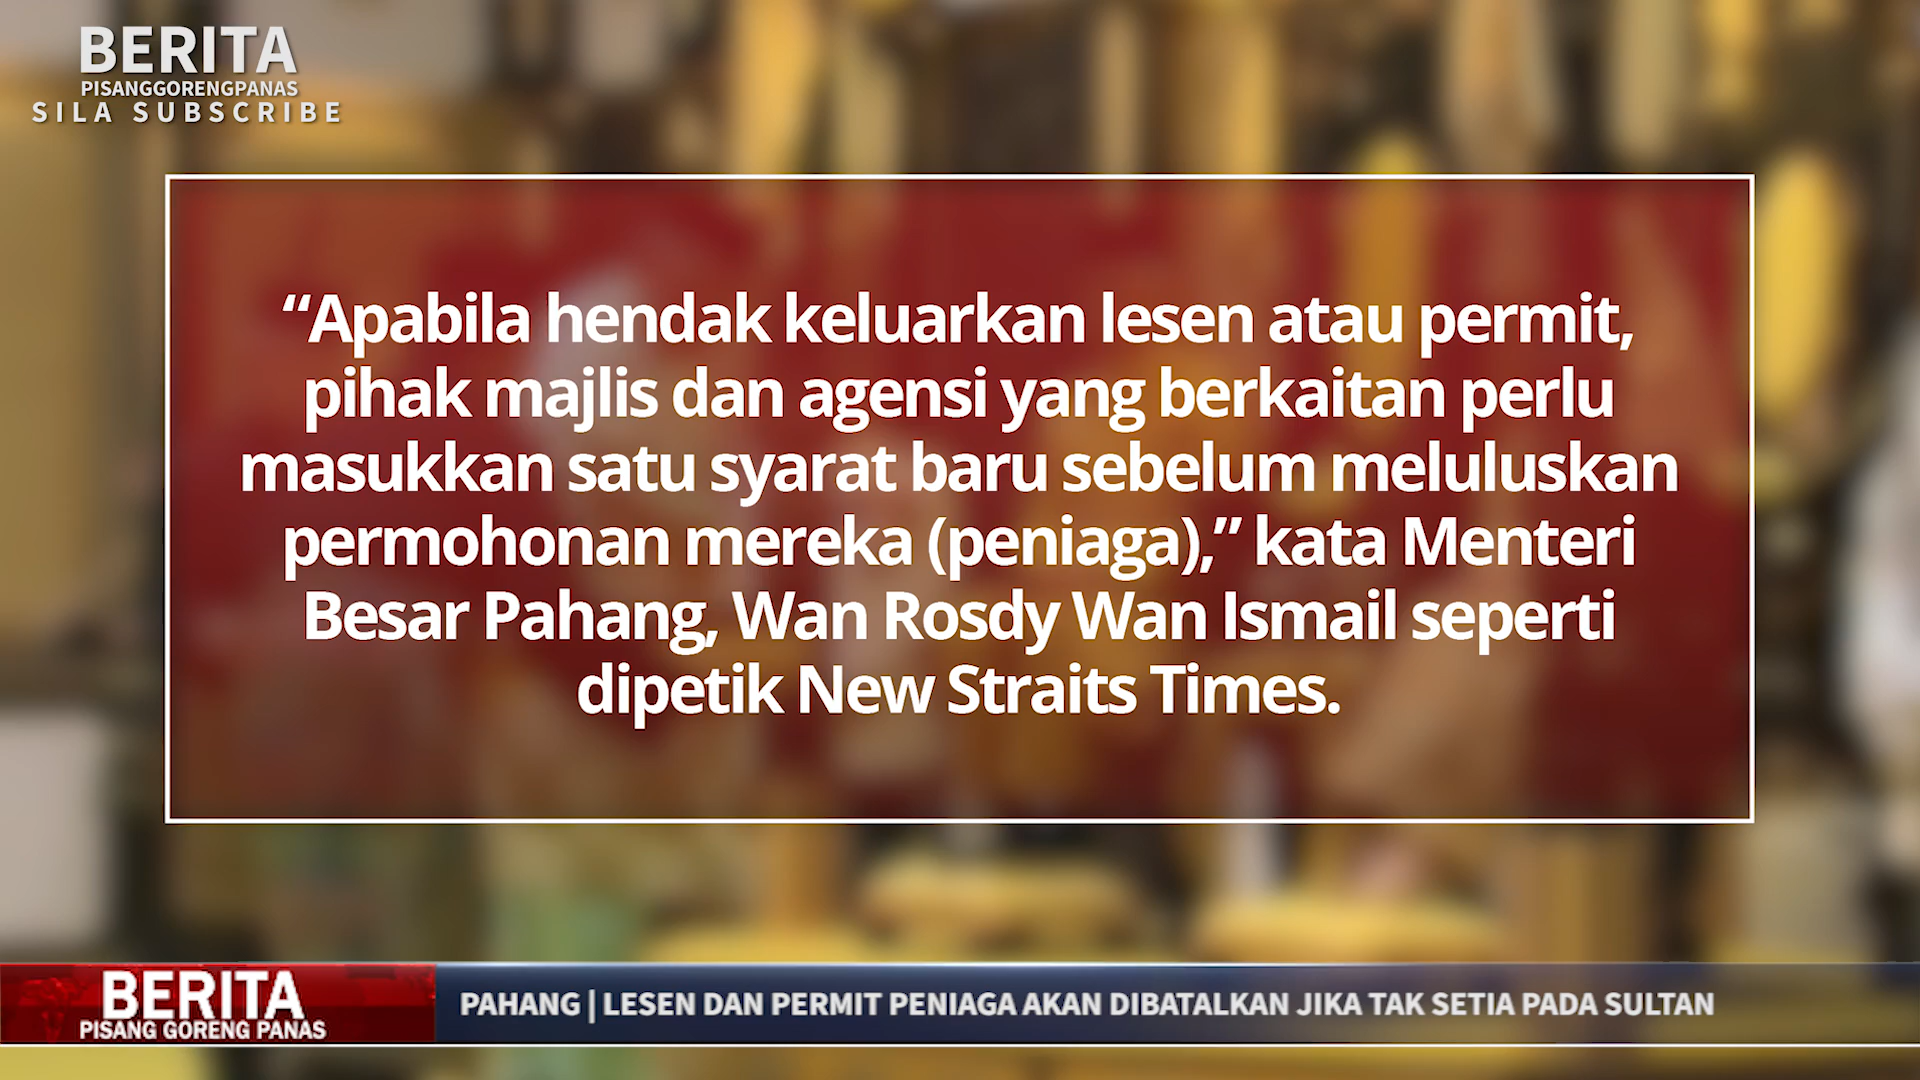 BERITA
PISANGGORENGPANAS
SILA SUBSCRIBE
“Apabila hendak keluarkan lesen atau permit,
pihak majlis dan agensi yang berkaitan perlu
masukkan satu syarat baru sebelum meluluskan
permohonan mereka (peniaga),” kata Menteri
Besar Pahang, Wan Rosdy Wan Ismail seperti
dipetik New Straits Times.
BERITA
PISANG GORENG PANAS
PAHANG | LESEN DAN PERMIT PENIAGA AKAN DIBATALKAN JIKA TAK SETIA PADA SULTAN